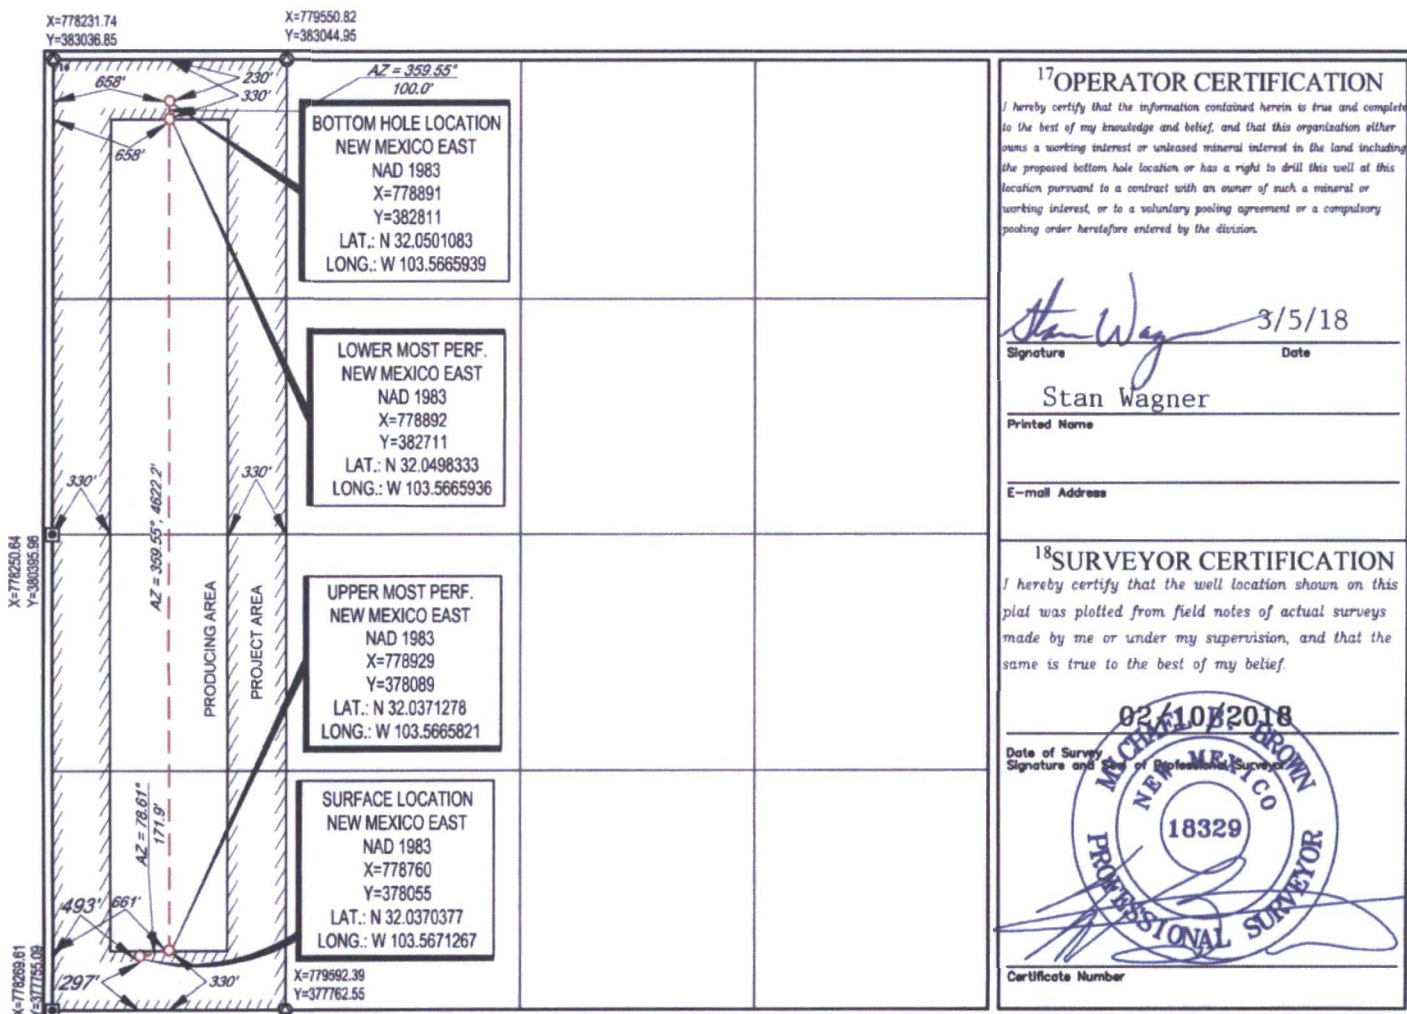 X=778231.74
Y=383036.85
X=779550.82
Y=383044.95
16
658'
230'
330'
AZ = 359.55°
100.0'
658'
BOTTOM HOLE LOCATION
NEW MEXICO EAST
NAD 1983
X=778891
Y=382811
LAT.: N 32.0501083
LONG.: W 103.5665939
LOWER MOST PERF.
NEW MEXICO EAST
NAD 1983
X=778892
Y=382711
LAT.: N 32.0498333
LONG.: W 103.5665936
330'
330'
AZ = 359.55°, 4622.2'
X=778250.64
Y=380395.96
PRODUCING AREA
PROJECT AREA
UPPER MOST PERF.
NEW MEXICO EAST
NAD 1983
X=778929
Y=378089
LAT.: N 32.0371278
LONG.: W 103.5665821
AZ = 78.61°
171.9'
SURFACE LOCATION
NEW MEXICO EAST
NAD 1983
X=778760
Y=378055
LAT.: N 32.0370377
LONG.: W 103.5671267
493'
661'
297'
330'
X=778269.61
Y=377755.09
X=779592.39
Y=377762.55
17 OPERATOR CERTIFICATION
I hereby certify that the information contained herein is true and complete
to the best of my knowledge and belief, and that this organization either
owns a working interest or unleased mineral interest in the land including
the proposed bottom hole location or has a right to drill this well at this
location pursuant to a contract with an owner of such a mineral or
working interest, or to a voluntary pooling agreement or a compulsory
pooling order heretofore entered by the division.
Stan Wagner 3/5/18
Signature Date
Stan Wagner
Printed Name
E-mail Address
18 SURVEYOR CERTIFICATION
I hereby certify that the well location shown on this
plat was plotted from field notes of actual surveys
made by me or under my supervision, and that the
same is true to the best of my belief.
02/10/2018
Date of Survey
Signature and Seal of Professional Surveyor
MICHAEL B. BROWN
NEW MEXICO
18329
PROFESSIONAL SURVEYOR
Certificate Number